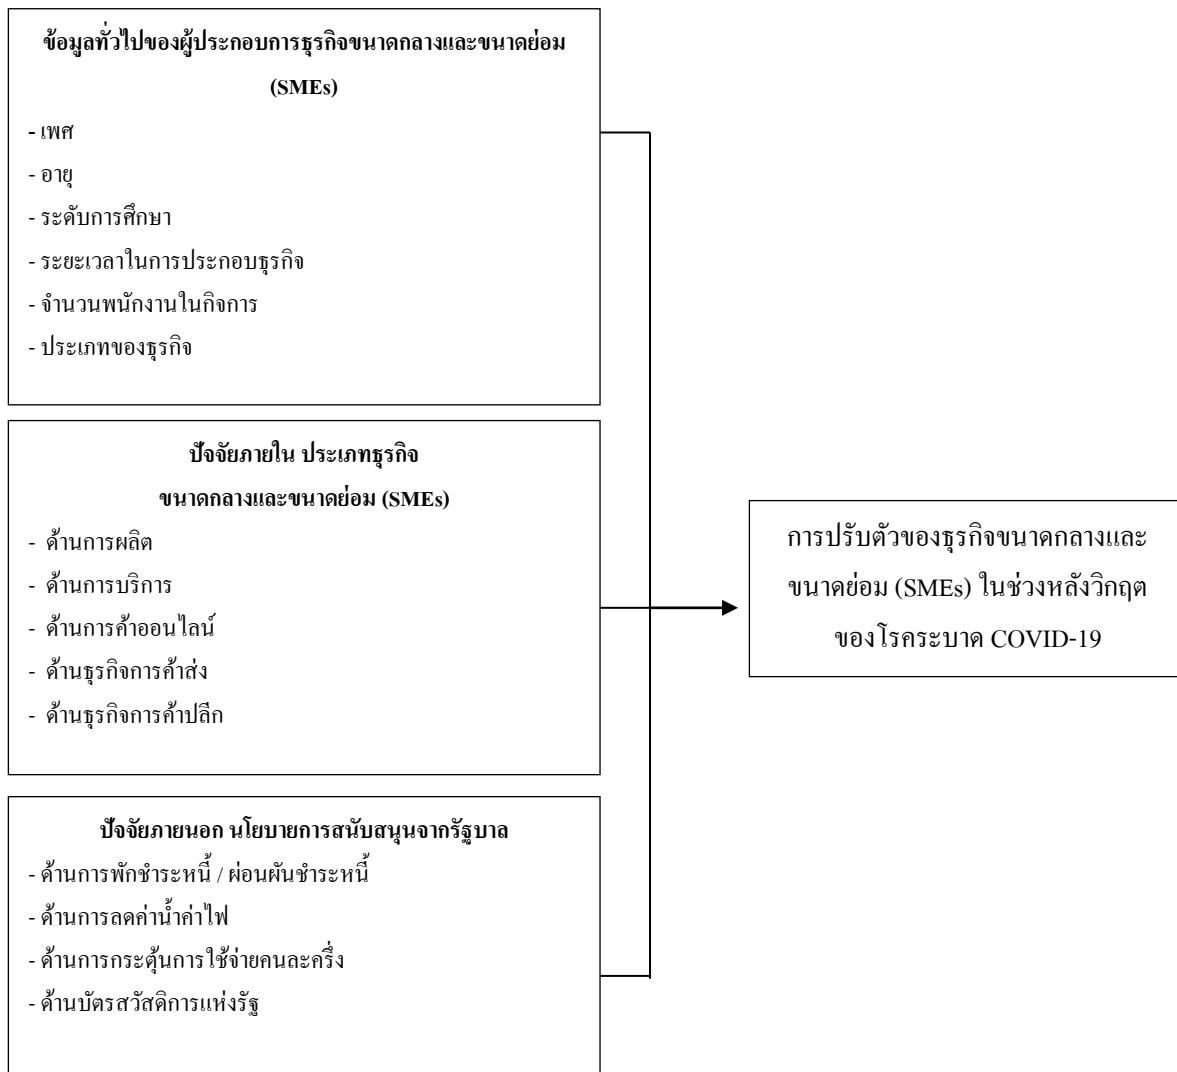 ข้อมูลทั่วไปของผู้ประกอบการธุรกิจขนาดกลางและขนาดย่อม
(SMEs)
- เพศ
- อายุ
- ระดับการศึกษา
- ระยะเวลาในการประกอบธุรกิจ
- จำนวนพนักงานในกิจการ
- ประเภทของธุรกิจ
ปัจจัยภายใน ประเภทธุรกิจ
ขนาดกลางและขนาดย่อม (SMEs)
- ด้านการผลิต
- ด้านการบริการ
- ด้านการค้าออนไลน์
- ด้านธุรกิจการค้าส่ง
- ด้านธุรกิจการค้าปลีก
ปัจจัยภายนอก นโยบายการสนับสนุนจากรัฐบาล
- ด้านการพักชำระหนี้ / ผ่อนผันชำระหนี้
- ด้านการลดค่าน้ำค่าไฟ
- ด้านการกระตุ้นการใช้จ่ายคนละครึ่ง
- ด้านบัตรสวัสดิการแห่งรัฐ
การปรับตัวของธุรกิจขนาดกลางและ
ขนาดย่อม (SMEs) ในช่วงหลังวิกฤต
ของโรคระบาด COVID-19